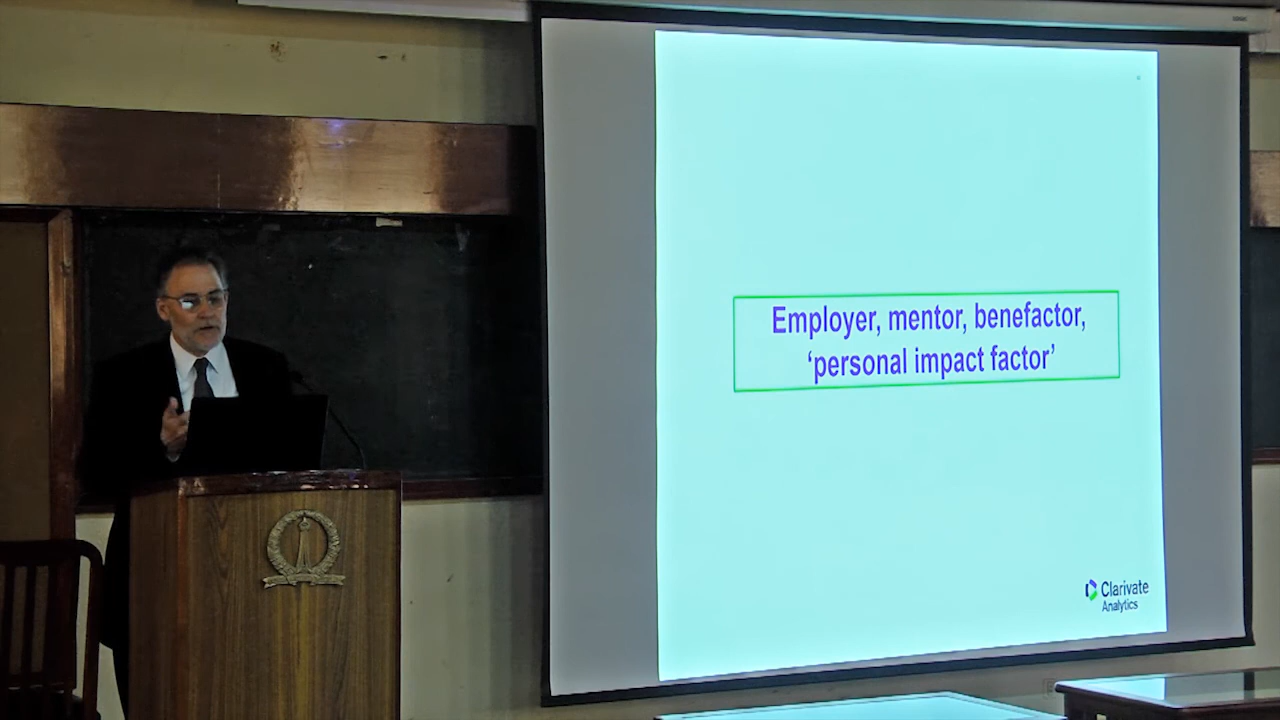 Employer, mentor, benefactor,
‘personal impact factor’
Clarivate
Analytics